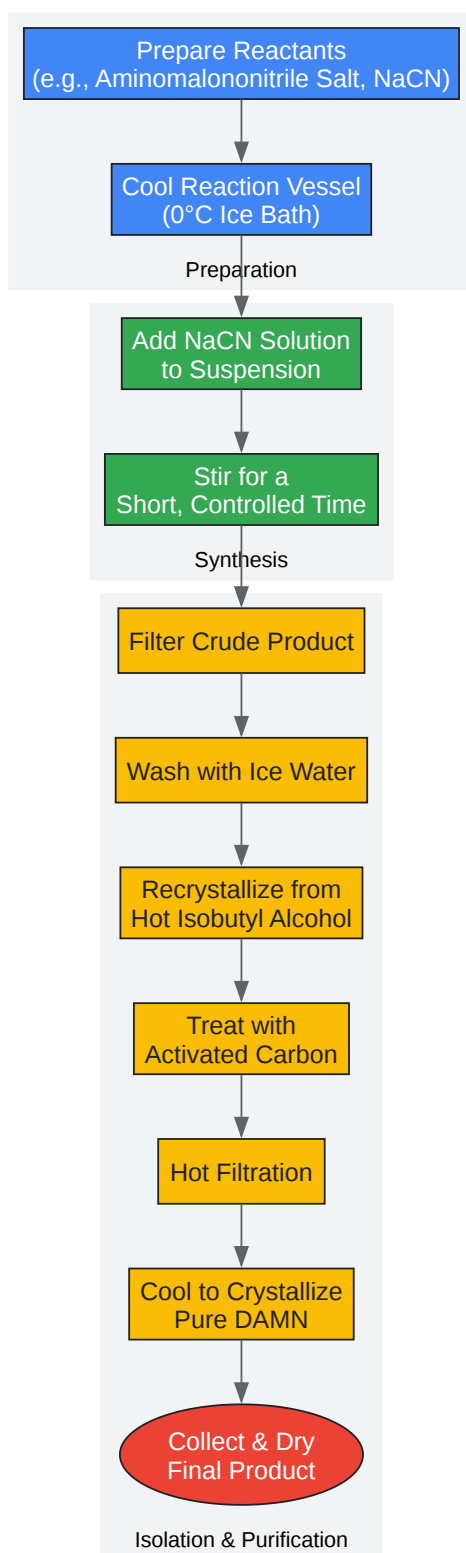 Prepare Reactants
(e.g., Aminomalononitrile Salt, NaCN)
Cool Reaction Vessel
(0°C Ice Bath)
Preparation
Add NaCN Solution
to Suspension
Stir for a
Short, Controlled Time
Synthesis
Filter Crude Product
Wash with Ice Water
Recrystallize from
Hot Isobutyl Alcohol
Treat with
Activated Carbon
Hot Filtration
Cool to Crystallize
Pure DAMN
Collect & Dry
Final Product
Isolation & Purification